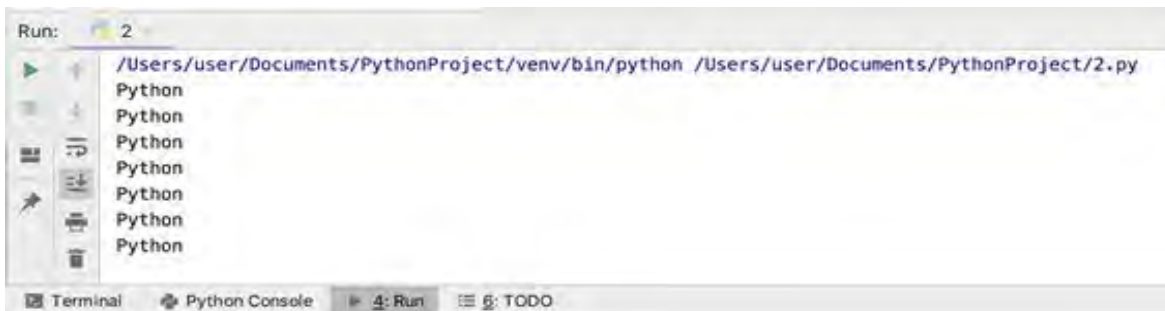 Run: 2
/Users/user/Documents/PythonProject/venv/bin/python /Users/user/Documents/PythonProject/2.py
Python
Python
Python
Python
Python
Python
Python
Terminal Python Console 4: Run 6: TODO